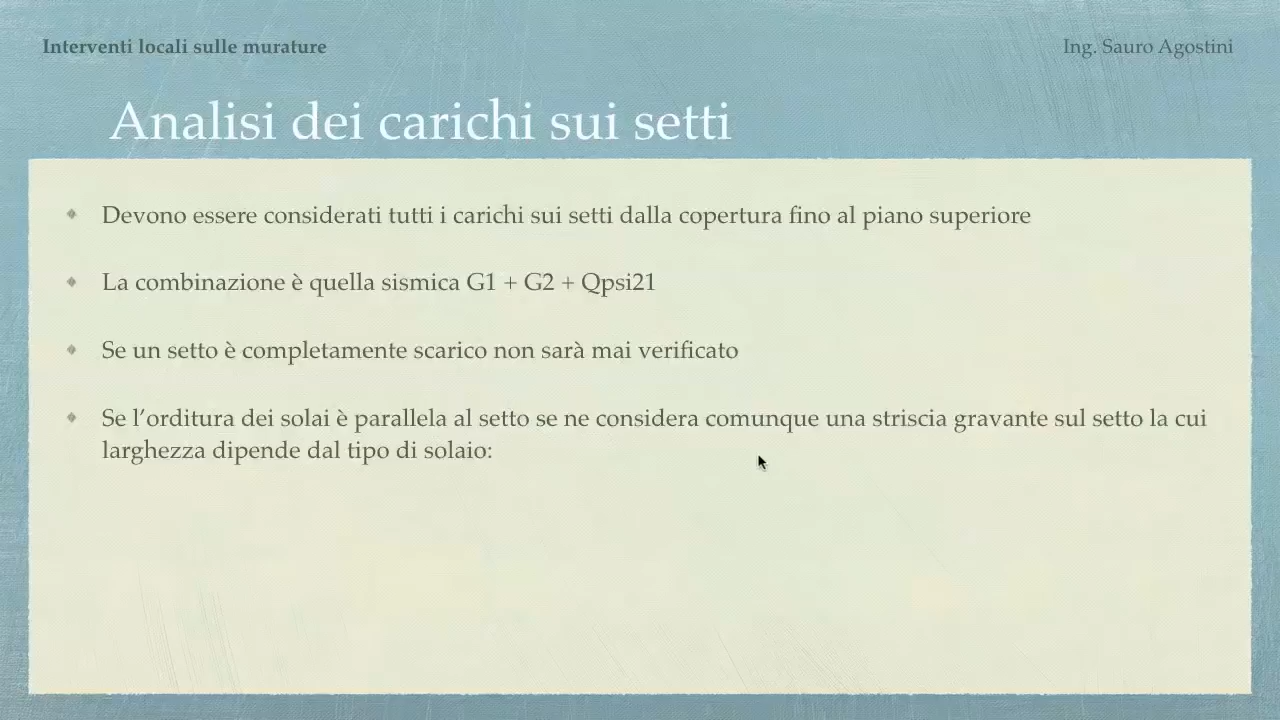 Interventi locali sulle murature
Ing. Sauro Agostini
Analisi dei carichi sui setti
Devono essere considerati tutti i carichi sui setti dalla copertura fino al piano superiore
La combinazione è quella sismica G1 + G2 + Qpsi21
Se un setto è completamente scarico non sarà mai verificato
Se l’orditura dei solai è parallela al setto se ne considera comunque una striscia gravante sul setto la cui
larghezza dipende dal tipo di solaio: